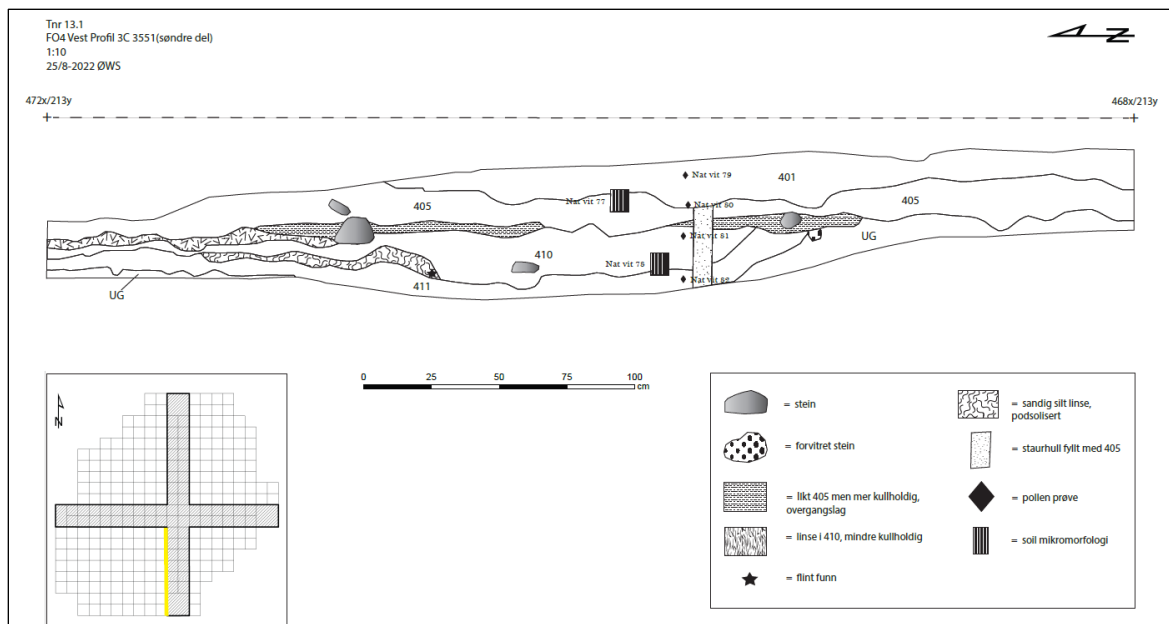 Tnr 13.1
FO4 Vest Profil 3C 3551(søndre del)
1:10
25/8-2022 ØWS
N
472x/213y
468x/213y
Nat vit 79
401
405
Nat vit 77
Nat vit 80
405
Nat vit 81
UG
410
Nat vit 78
411
Nat vit 82
UG
0 25 50 75 100
cm
N
= stein
= forvitret stein
= likt 405 men mer kullholdig,
overgangslag
= linse i 410, mindre kullholdig
= flint funn
= sandig silt linse,
podsolisert
= staurhull fylt med 405
= pollen prøve
= soil mikromorfologi